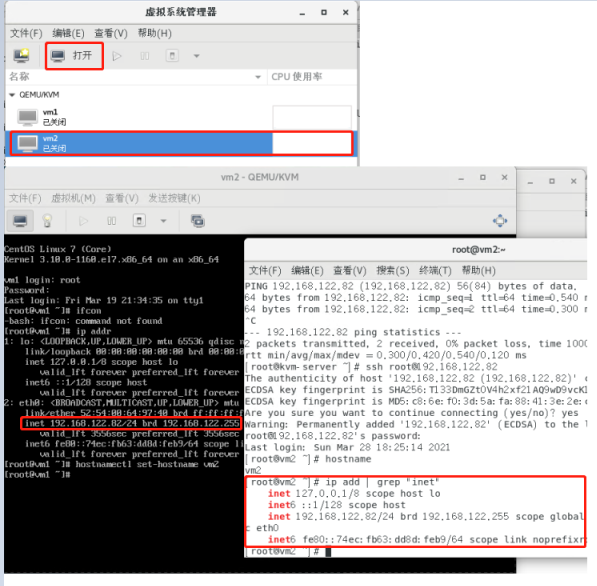 虚拟系统管理器
文件(F) 编辑(E) 查看(V) 帮助(H)
打开
名称 CPU 使用率
QEMU/KVM
vm1
已关闭
vm2
已关闭
vm2 - QEMU/KVM
文件(F) 虚拟机(M) 查看(V) 发送按键(K)
CentOS Linux 7 (Core)
Kernel 3.10.0-1160.el7.x86_64 on an x86_64
vm1 login: root
Password:
Last login: Fri Mar 19 21:34:35 on tty1
[root@vm1 ~]# ifcon
-bash: ifcon: command not found
[root@vm1 ~]# ip addr
1: lo: <LOOPBACK,UP,LOWER_UP> mtu 65536 qdisc n
link/loopback 00:00:00:00:00:00 brd 00:00:0
inet 127.0.0.1/8 scope host lo
valid_lft forever preferred_lft forever
inet6 ::1/128 scope host
valid_lft forever preferred_lft forever
2: eth0: <BROADCAST,MULTICAST,UP,LOWER_UP> mtu
link/ether 52:54:00:64:97:40 brd ff:ff:ff:f
inet 192.168.122.82/24 brd 192.168.122.255
valid_lft 3556sec preferred_lft 3556sec
inet6 fe80::74ec:fb63:dd8d:feb9/64 scope l
valid_lft forever preferred_lft forever
[root@vm1 ~]# hostnamectl set-hostname vm2
[root@vm1 ~]#
root@vm2:~
文件(F) 编辑(E) 查看(V) 搜索(S) 终端(T) 帮助(H)
PING 192.168.122.82 (192.168.122.82) 56(84) bytes of data.
64 bytes from 192.168.122.82: icmp_seq=1 ttl=64 time=0.540 m
64 bytes from 192.168.122.82: icmp_seq=2 ttl=64 time=0.300 m
^C
--- 192.168.122.82 ping statistics ---
2 packets transmitted, 2 received, 0% packet loss, time 1000
rtt min/avg/max/mdev = 0.300/0.420/0.540/0.120 ms
[root@kvm-server ~]# ssh root@192.168.122.82
The authenticity of host '192.168.122.82 (192.168.122.82)' c
ECDSA key fingerprint is
ECDSA key fingerprint is MD5:c8:6e:f0:3d:5a:fa:88:41:3e:2e:
Are you sure you want to continue connecting (yes/no)? yes
Warning: Permanently added '192.168.122.82' (ECDSA) to the l
root@192.168.122.82's password:
Last login: Sun Mar 28 18:25:14 2021
[root@vm2 ~]# hostname
vm2
[root@vm2 ~]# ip add | grep "inet"
inet 127.0.0.1/8 scope host lo
inet6 ::1/128 scope host
inet 192.168.122.82/24 brd 192.168.122.255 scope global
c eth0
inet6 fe80::74ec:fb63:dd8d:feb9/64 scope link noprefixr
[root@vm2 ~]#